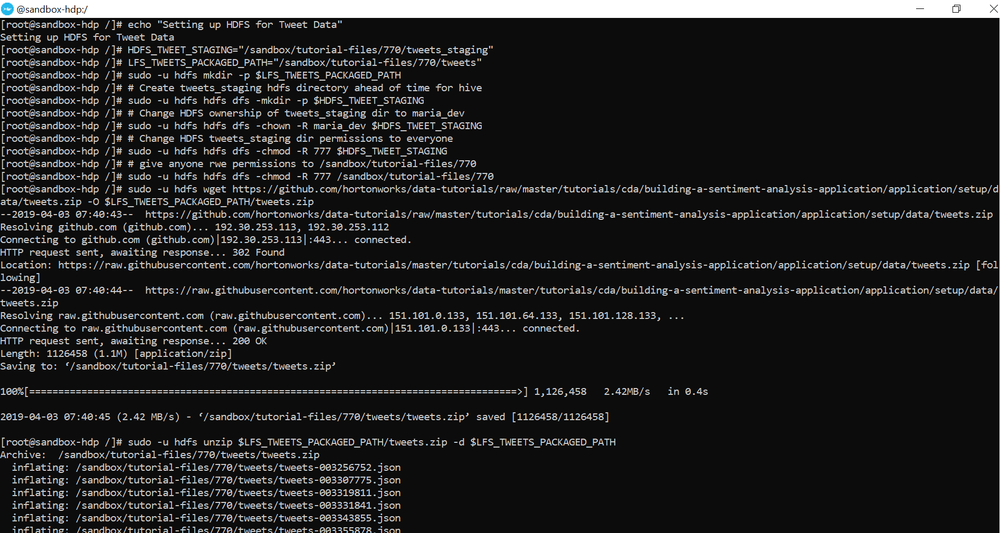 @sandbox-hdp:/
[root@sandbox-hdp /]# echo "Setting up HDFS for Tweet Data"
Setting up HDFS for Tweet Data
[root@sandbox-hdp /]# HDFS_TWEET_STAGING="/sandbox/tutorial-files/770/tweets_staging"
[root@sandbox-hdp /]# LFS_TWEETS_PACKAGED_PATH="/sandbox/tutorial-files/770/tweets"
[root@sandbox-hdp /]# sudo -u hdfs mkdir -p $LFS_TWEETS_PACKAGED_PATH
[root@sandbox-hdp /]# # Create tweets_staging hdfs directory ahead of time for hive
[root@sandbox-hdp /]# sudo -u hdfs hdfs dfs -mkdir -p $HDFS_TWEET_STAGING
[root@sandbox-hdp /]# # Change HDFS ownership of tweets_staging dir to maria_dev
[root@sandbox-hdp /]# sudo -u hdfs hdfs dfs -chown -R maria_dev $HDFS_TWEET_STAGING
[root@sandbox-hdp /]# # Change HDFS tweets_staging dir permissions to everyone
[root@sandbox-hdp /]# sudo -u hdfs hdfs dfs -chmod -R 777 $HDFS_TWEET_STAGING
[root@sandbox-hdp /]# # give anyone rwe permissions to /sandbox/tutorial-files/770
[root@sandbox-hdp /]# sudo -u hdfs hdfs dfs -chmod -R 777 /sandbox/tutorial-files/770
[root@sandbox-hdp /]# sudo -u hdfs wget https://github.com/hortonworks/data-tutorials/raw/master/tutorials/cda/building-a-sentiment-analysis-application/application/setup/d
ata/tweets.zip -O $LFS_TWEETS_PACKAGED_PATH/tweets.zip
--2019-04-03 07:40:43--  https://github.com/hortonworks/data-tutorials/raw/master/tutorials/cda/building-a-sentiment-analysis-application/application/setup/data/tweets.zip
Resolving github.com (github.com)... 192.30.253.113, 192.30.253.112
Connecting to github.com (github.com)|192.30.253.113|:443... connected.
HTTP request sent, awaiting response... 302 Found
Location: https://raw.githubusercontent.com/hortonworks/data-tutorials/master/tutorials/cda/building-a-sentiment-analysis-application/application/setup/data/tweets.zip [fol
lowing]
--2019-04-03 07:40:44--  https://raw.githubusercontent.com/hortonworks/data-tutorials/master/tutorials/cda/building-a-sentiment-analysis-application/application/setup/data/
tweets.zip
Resolving raw.githubusercontent.com (raw.githubusercontent.com)... 151.101.0.133, 151.101.64.133, 151.101.128.133, ...
Connecting to raw.githubusercontent.com (raw.githubusercontent.com)|151.101.0.133|:443... connected.
HTTP request sent, awaiting response... 200 OK
Length: 1126458 (1.1M) [application/zip]
Saving to: ‘/sandbox/tutorial-files/770/tweets/tweets.zip’
100%[====================================================================================>] 1,126,458   2.42MB/s   in 0.4s
2019-04-03 07:40:45 (2.42 MB/s) - ‘/sandbox/tutorial-files/770/tweets/tweets.zip’ saved [1126458/1126458]
[root@sandbox-hdp /]# sudo -u hdfs unzip $LFS_TWEETS_PACKAGED_PATH/tweets.zip -d $LFS_TWEETS_PACKAGED_PATH
Archive:  /sandbox/tutorial-files/770/tweets/tweets.zip
  inflating: /sandbox/tutorial-files/770/tweets/tweets-003256752.json
  inflating: /sandbox/tutorial-files/770/tweets/tweets-003307775.json
  inflating: /sandbox/tutorial-files/770/tweets/tweets-003319811.json
  inflating: /sandbox/tutorial-files/770/tweets/tweets-003331841.json
  inflating: /sandbox/tutorial-files/770/tweets/tweets-003343855.json
  inflating: /sandbox/tutorial-files/770/tweets/tweets-003355878.json